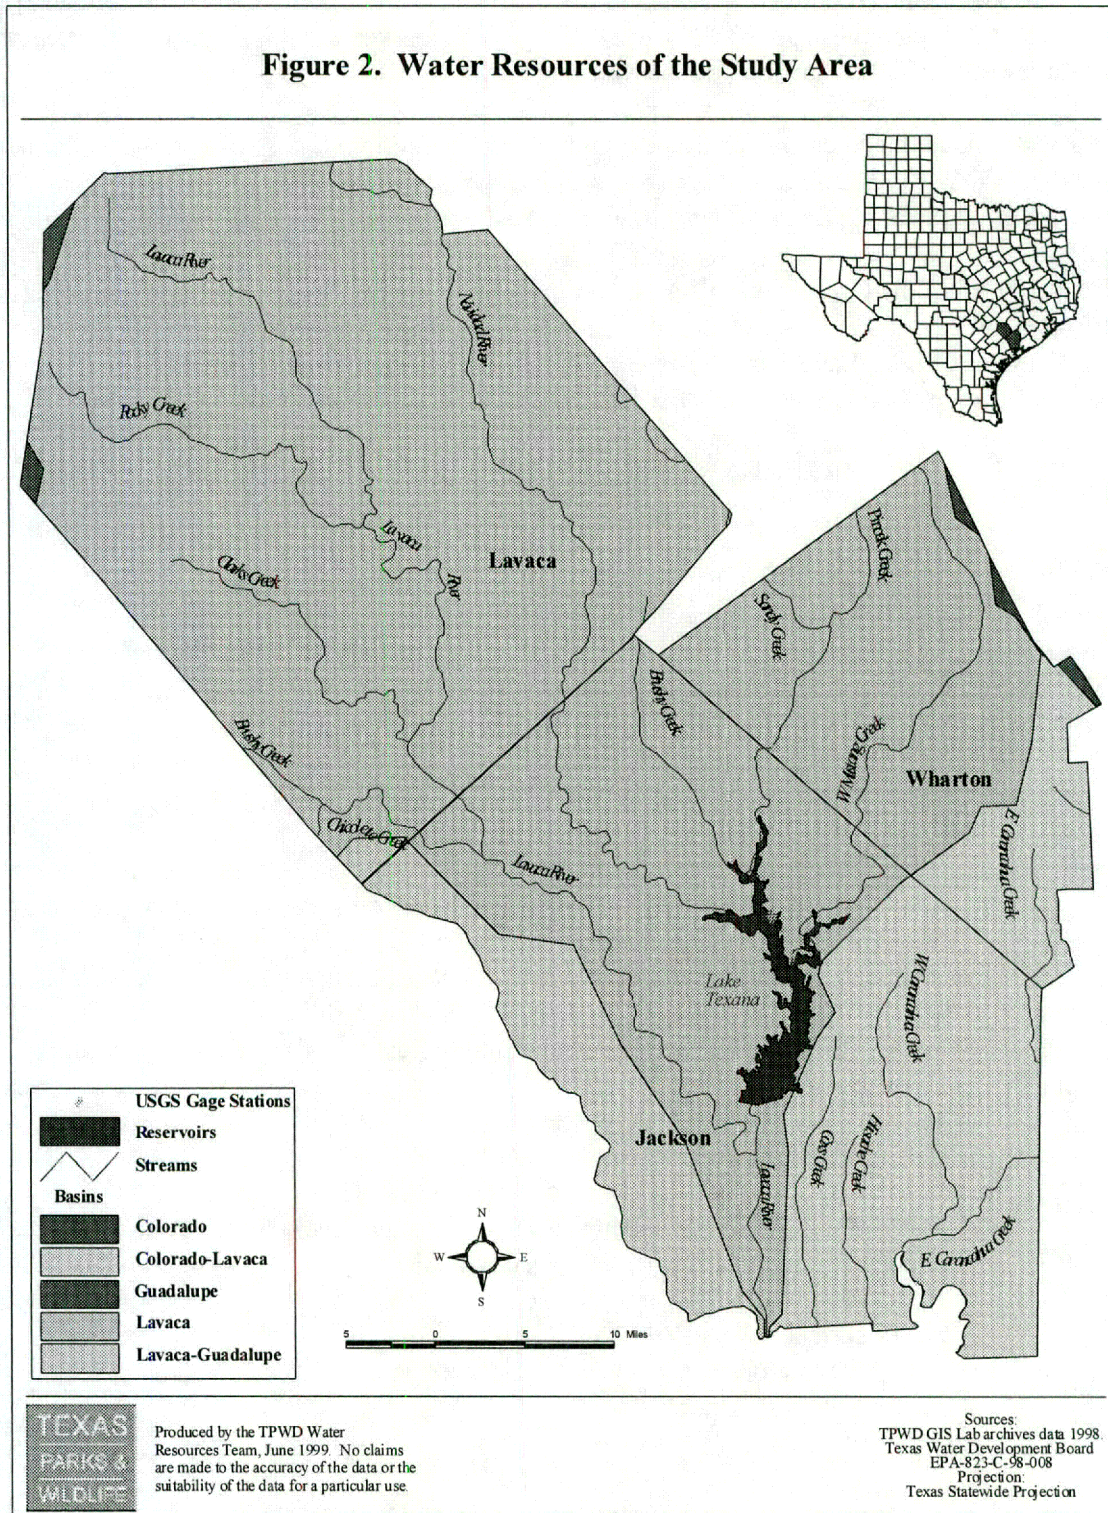 Figure 2. Water Resources of the Study Area
Lavaca River
Navidad River
Rocky Creek
Lavaca
River
Lavaca
Clarks Creek
Pireak Creek
Sandy Creek
Brushy Creek
Brushy Creek
W Mustang Creek
Wharton
Chicolete Creek
Lavaca River
E Carancahua Creek
Lake
Texana
W Carancahua Creek
Jackson
Cox Creek
Lavaca River
E Carancahua Creek
USGS Gage Stations
Reservoirs
Streams
Basins
Colorado
Colorado-Lavaca
Guadalupe
Lavaca
Lavaca-Guadalupe
N
W
E
S
5 0 5 10 Miles
TEXAS
PARKS &
WILDLIFE
Produced by the TPWD Water
Resources Team, June 1999. No claims
are made to the accuracy of the data or the
suitability of the data for a particular use.
Sources:
TPWD GIS Lab archives data 1998.
Texas Water Development Board
EPA-823-C-98-008
Projection:
Texas Statewide Projection